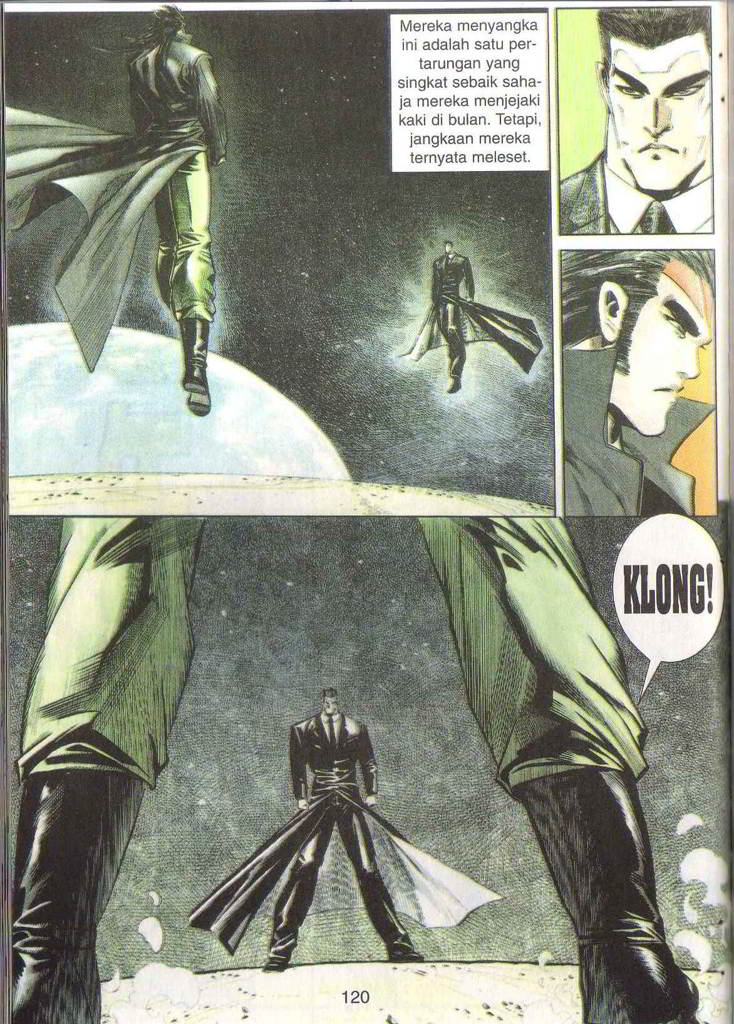 Mereka menyangka
ini adalah satu per-
tarungan yang
singkat sebaik saha-
ja mereka menjejaki
kaki di bulan. Tetapi,
jangkaan mereka
ternyata meleset.
KLONG!
120